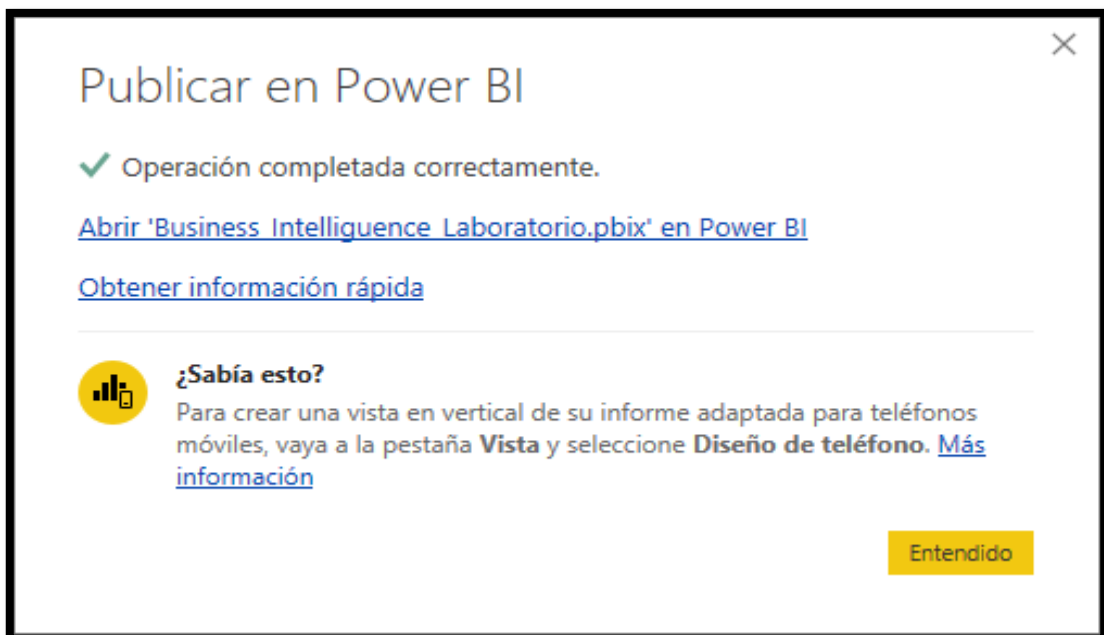 Publicar en Power BI
Operación completada correctamente.
Abrir 'Business_Intelliguence_Laboratorio.pbix' en Power BI
Obtener información rápida
¿Sabía esto?
Para crear una vista en vertical de su informe adaptada para teléfonos
móviles, vaya a la pestaña Vista y seleccione Diseño de teléfono. Más
información
Entendido